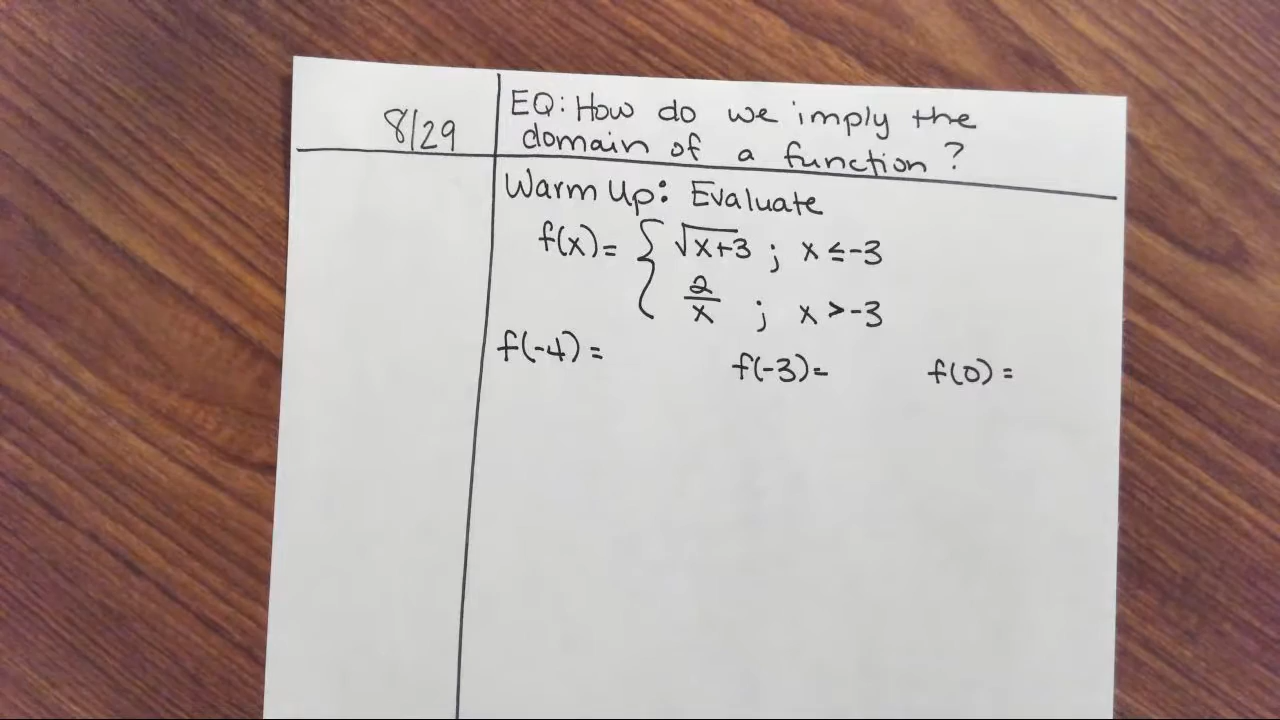 8/29
EQ: How do we imply the
domain of a function?
Warm Up: Evaluate
f(x) = { √x+3 ; x ≤ -3
2/x ; x > -3
f(-4) = f(-3) = f(0) =